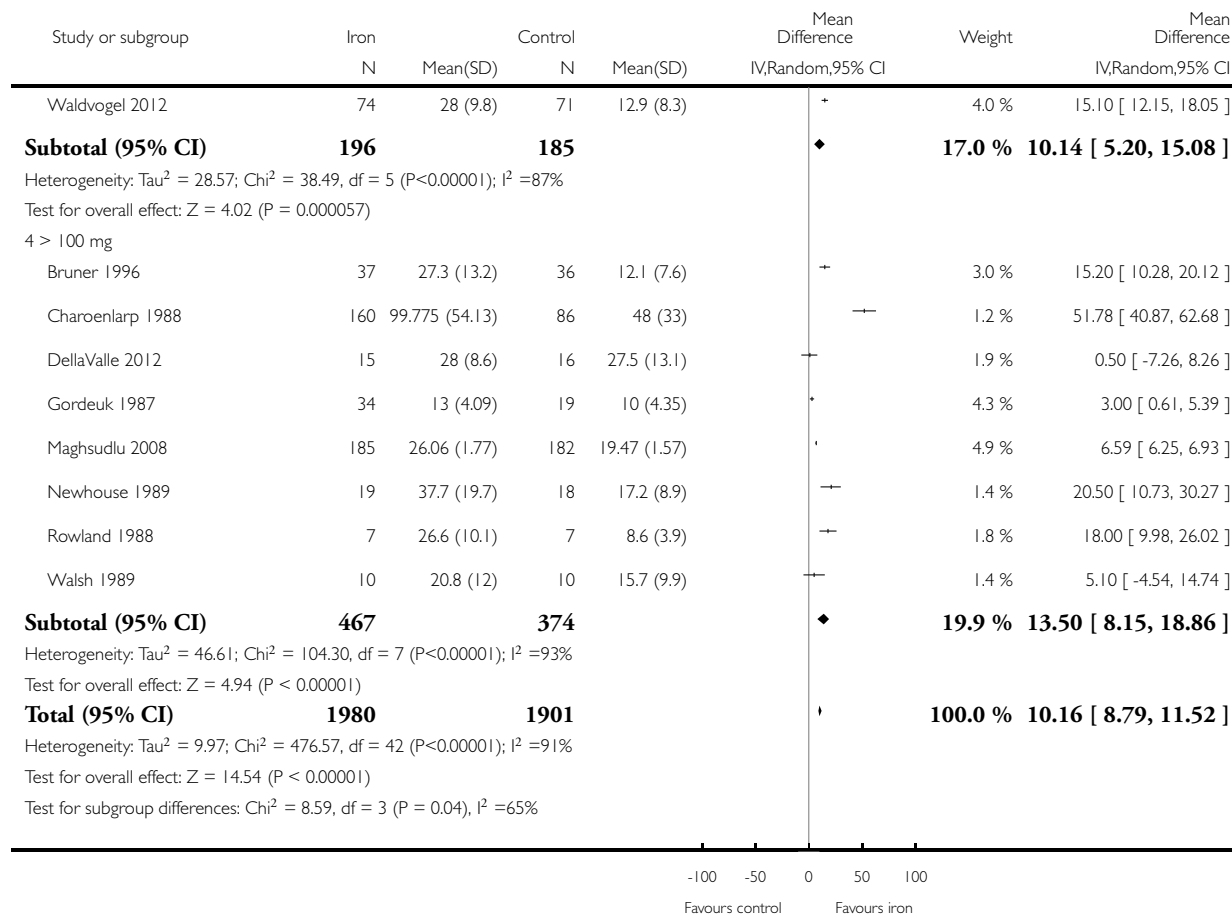 Study or subgroup Iron Control Mean Difference Weight Mean Difference
N Mean(SD) N Mean(SD) IV,Random,95% CI IV,Random,95% CI
Waldvogel 2012 74 28 (9.8) 71 12.9 (8.3) 4.0 % 15.10 [ 12.15, 18.05 ]
Subtotal (95% CI) 196 185 17.0 % 10.14 [ 5.20, 15.08 ]
Heterogeneity: Tau² = 28.57; Chi² = 38.49, df = 5 (P<0.00001); I² =87%
Test for overall effect: Z = 4.02 (P = 0.000057)
4 > 100 mg
Bruner 1996 37 27.3 (13.2) 36 12.1 (7.6) 3.0 % 15.20 [ 10.28, 20.12 ]
Charoenlarp 1988 160 99.775 (54.13) 86 48 (33) 1.2 % 51.78 [ 40.87, 62.68 ]
DellaValle 2012 15 28 (8.6) 16 27.5 (13.1) 1.9 % 0.50 [ -7.26, 8.26 ]
Gordeuk 1987 34 13 (4.09) 19 10 (4.35) 4.3 % 3.00 [ 0.61, 5.39 ]
Maghsudlu 2008 185 26.06 (1.77) 182 19.47 (1.57) 4.9 % 6.59 [ 6.25, 6.93 ]
Newhouse 1989 19 37.7 (19.7) 18 17.2 (8.9) 1.4 % 20.50 [ 10.73, 30.27 ]
Rowland 1988 7 26.6 (10.1) 7 8.6 (3.9) 1.8 % 18.00 [ 9.98, 26.02 ]
Walsh 1989 10 20.8 (12) 10 15.7 (9.9) 1.4 % 5.10 [ -4.54, 14.74 ]
Subtotal (95% CI) 467 374 19.9 % 13.50 [ 8.15, 18.86 ]
Heterogeneity: Tau² = 46.61; Chi² = 104.30, df = 7 (P<0.00001); I² =93%
Test for overall effect: Z = 4.94 (P < 0.00001)
Total (95% CI) 1980 1901 100.0 % 10.16 [ 8.79, 11.52 ]
Heterogeneity: Tau² = 9.97; Chi² = 476.57, df = 42 (P<0.00001); I² =91%
Test for overall effect: Z = 14.54 (P < 0.00001)
Test for subgroup differences: Chi² = 8.59, df = 3 (P = 0.04), I² =65%
-100 -50 0 50 100
Favours control Favours iron